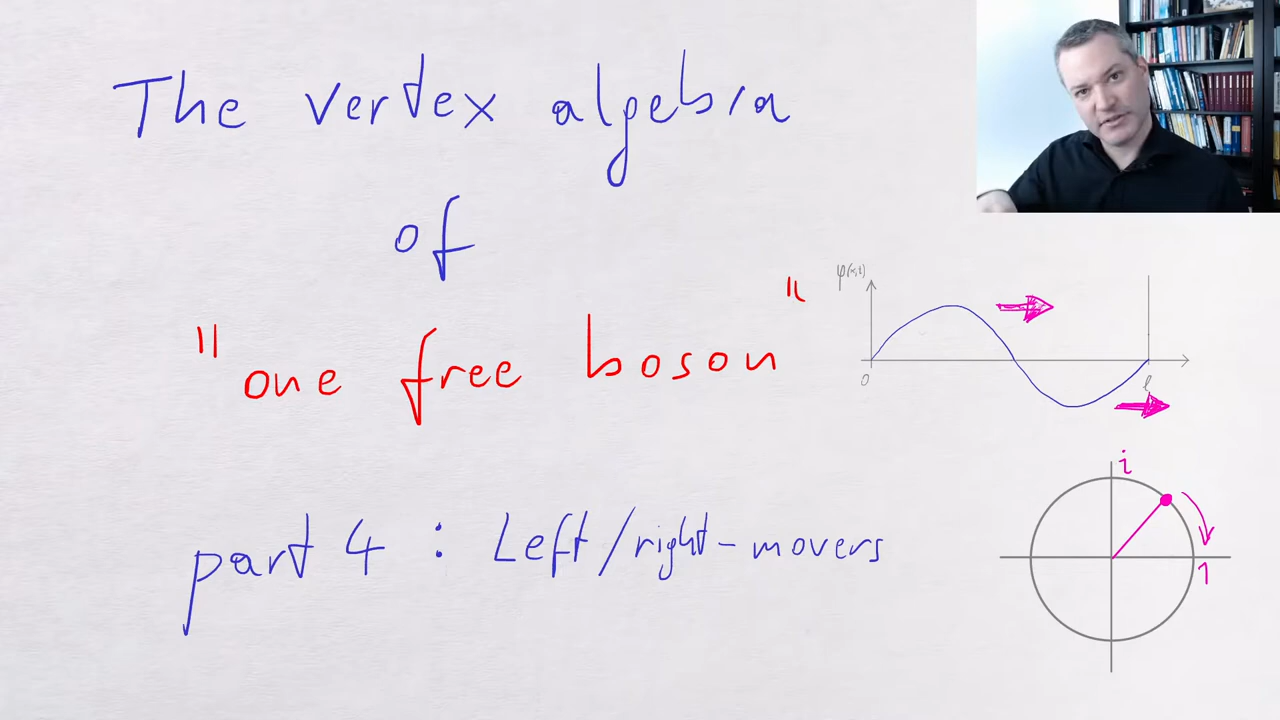 The vertex algebra
of
"one free boson"
part 4 : Left/right-movers
φ(x,t)
0
ℓ
i
1